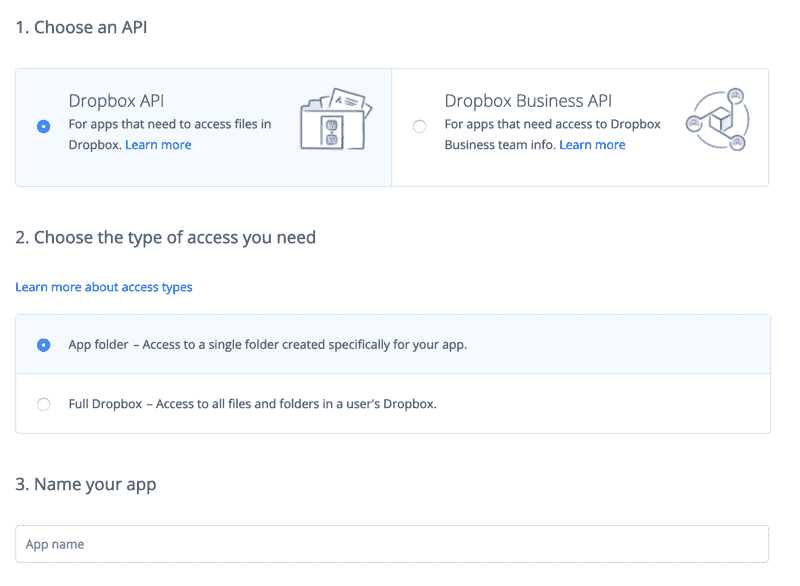 1. Choose an API
Dropbox API
For apps that need to access files in
Dropbox. Learn more
Dropbox Business API
For apps that need access to Dropbox
Business team info. Learn more
2. Choose the type of access you need
Learn more about access types
App folder – Access to a single folder created specifically for your app.
Full Dropbox – Access to all files and folders in a user's Dropbox.
3. Name your app
App name